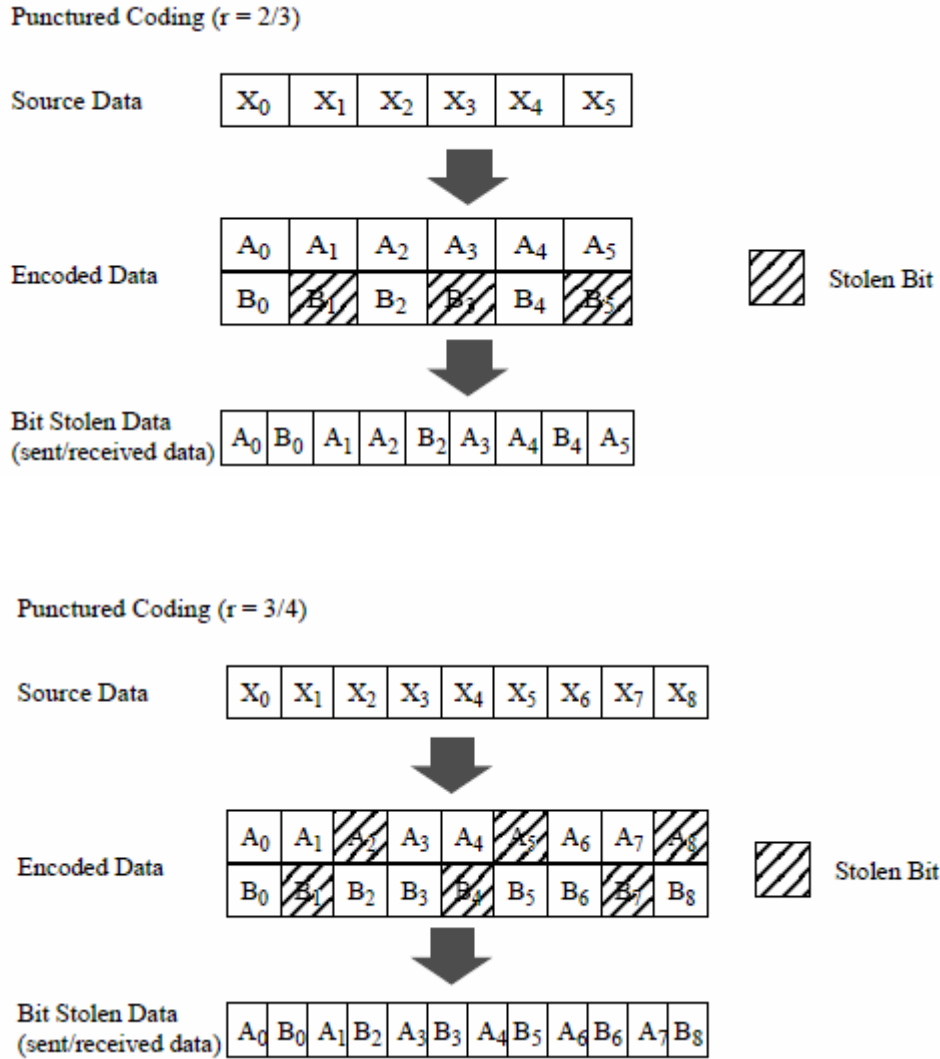 Punctured Coding (r = 2/3)
Source Data X₀ X₁ X₂ X₃ X₄ X₅
A₀ A₁ A₂ A₃ A₄ A₅
Encoded Data
B₀ B₁ B₂ B₃ B₄ B₅
Stolen Bit
Bit Stolen Data
(sent/received data)
A₀ B₀ A₁ A₂ B₂ A₃ A₄ B₄ A₅
Punctured Coding (r = 3/4)
Source Data X₀ X₁ X₂ X₃ X₄ X₅ X₆ X₇ X₈
A₀ A₁ A₂ A₃ A₄ A₅ A₆ A₇ A₈
Encoded Data
B₀ B₁ B₂ B₃ B₄ B₅ B₆ B₇ B₈
Stolen Bit
Bit Stolen Data
(sent/received data)
A₀ B₀ A₁ B₂ A₃ B₃ A₄ B₅ A₆ B₆ A₇ B₈